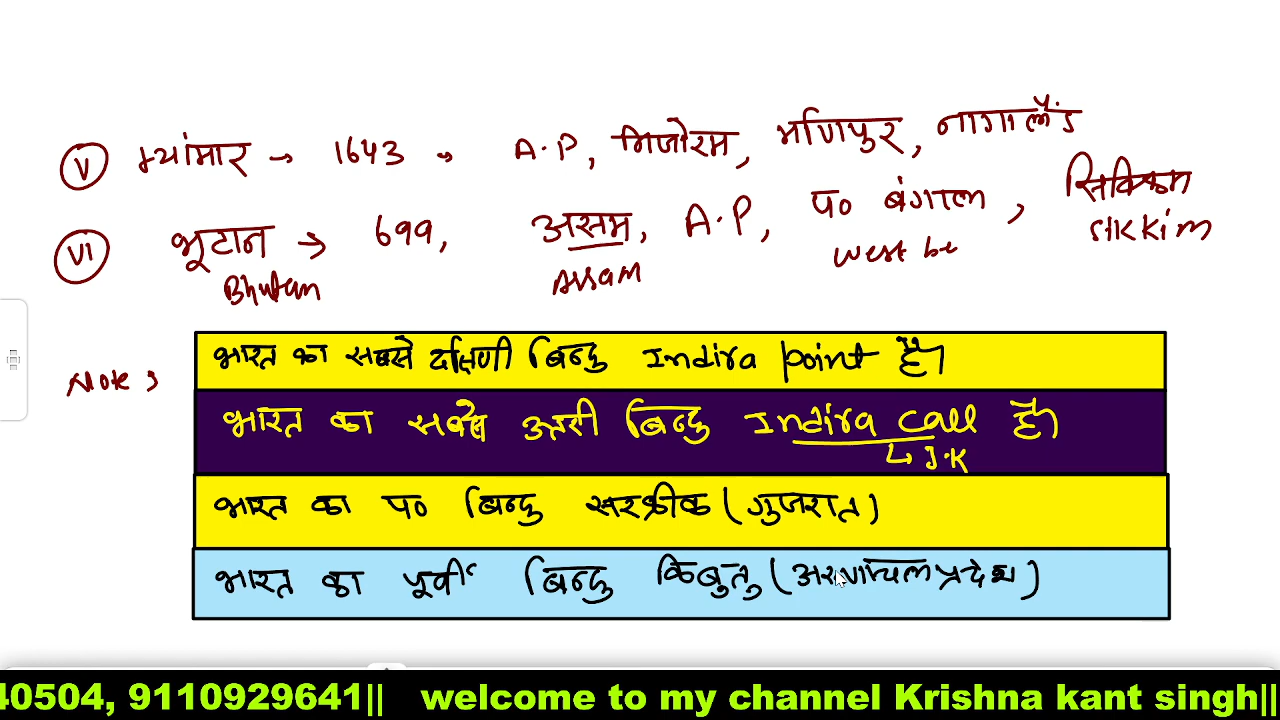 (V) म्यांमार → 1643 → A.P, मिजोरम, मणिपुर, नागालैंड
(VI) भूटान → 699, असम, A.P, प० बंगाल, सिक्किम
Bhutan Assam west be sikkim
Note →
भारत का सबसे दक्षिणी बिन्दु Indira point है।
भारत का सबसे उत्तरी बिन्दु Indira call है।
↳ J.K
भारत का प० बिन्दु सरक्रीक (गुजरात)
भारत का पूर्वी बिन्दु किबुतु (अरुणाचल प्रदेश)
40504, 9110929641|| welcome to my channel Krishna kant singh||